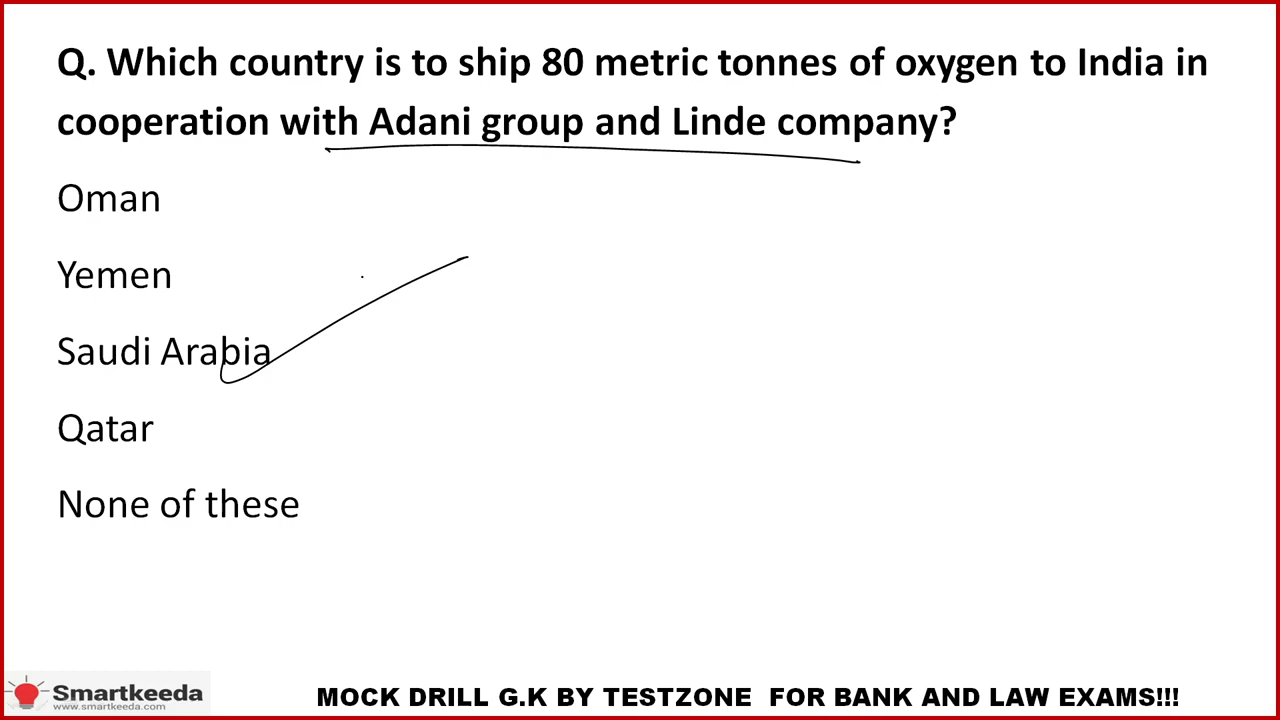 Q. Which country is to ship 80 metric tonnes of oxygen to India in
cooperation with Adani group and Linde company?
Oman
Yemen
Saudi Arabia
Qatar
None of these
Smartkeeda
www.smartkeeda.com
MOCK DRILL G.K BY TESTZONE FOR BANK AND LAW EXAMS!!!